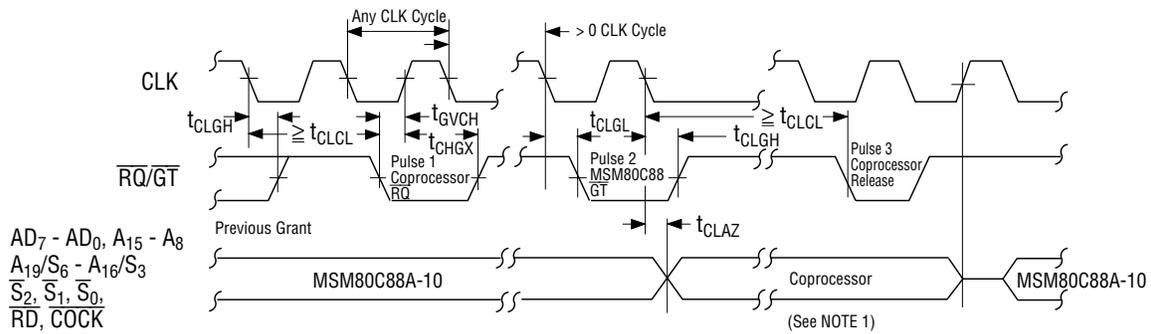 Any CLK Cycle
> 0 CLK Cycle
CLK
tCLGH
≧ tCLCL
tGVCH
tCHGX
tCLGL
≧ tCLCL
tCLGH
RQ/GT
Pulse 1
Coprocessor
RQ
Pulse 2
MSM80C88
GT
Pulse 3
Coprocessor
Release
Previous Grant
tCLAZ
AD7 - AD0, A15 - A8
A19/S6 - A16/S3
S2, S1, S0,
RD, COCK
MSM80C88A-10
Coprocessor
MSM80C88A-10
(See NOTE 1)